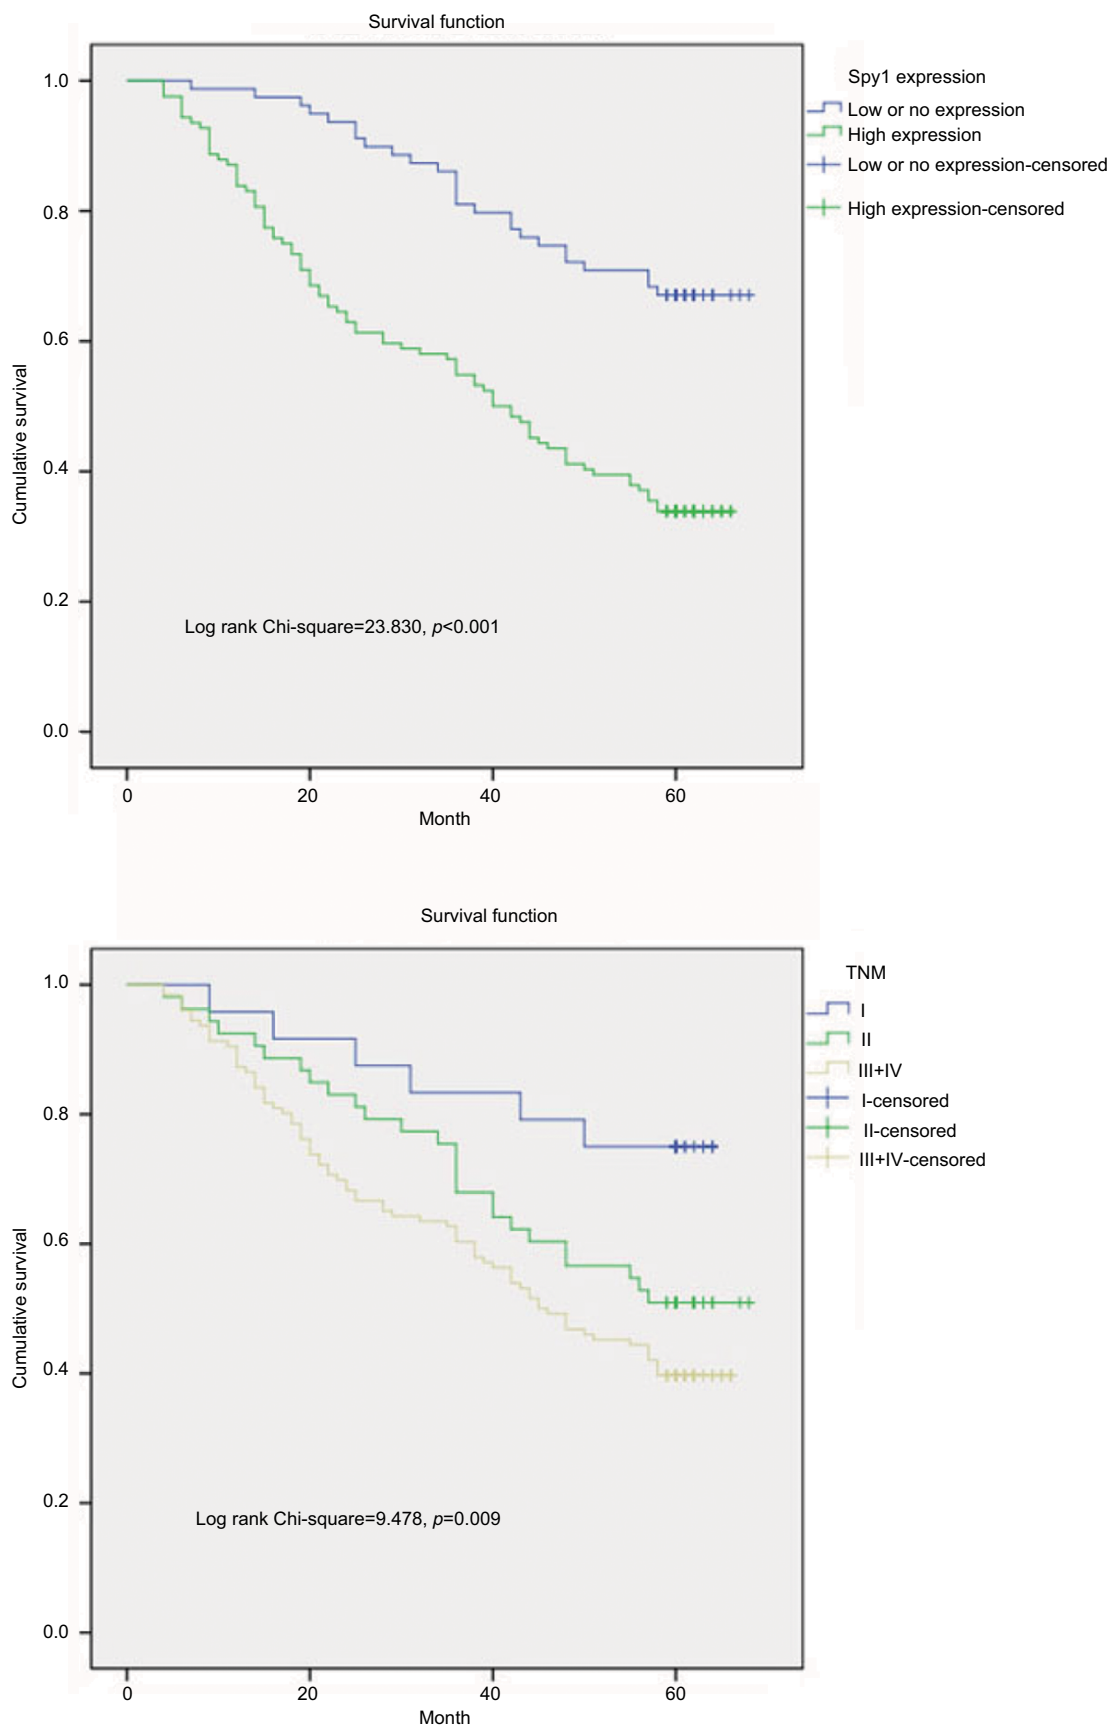 Survival function
1.0
0.8
0.6
0.4
0.2
0.0
Cumulative survival
Log rank Chi-square=23.830, p<0.001
0 20 40 60
Month
Spy1 expression
Low or no expression
High expression
Low or no expression-censored
High expression-censored
Survival function
1.0
0.8
0.6
0.4
0.2
0.0
Cumulative survival
Log rank Chi-square=9.478, p=0.009
0 20 40 60
Month
TNM
I
II
III+IV
I-censored
II-censored
III+IV-censored